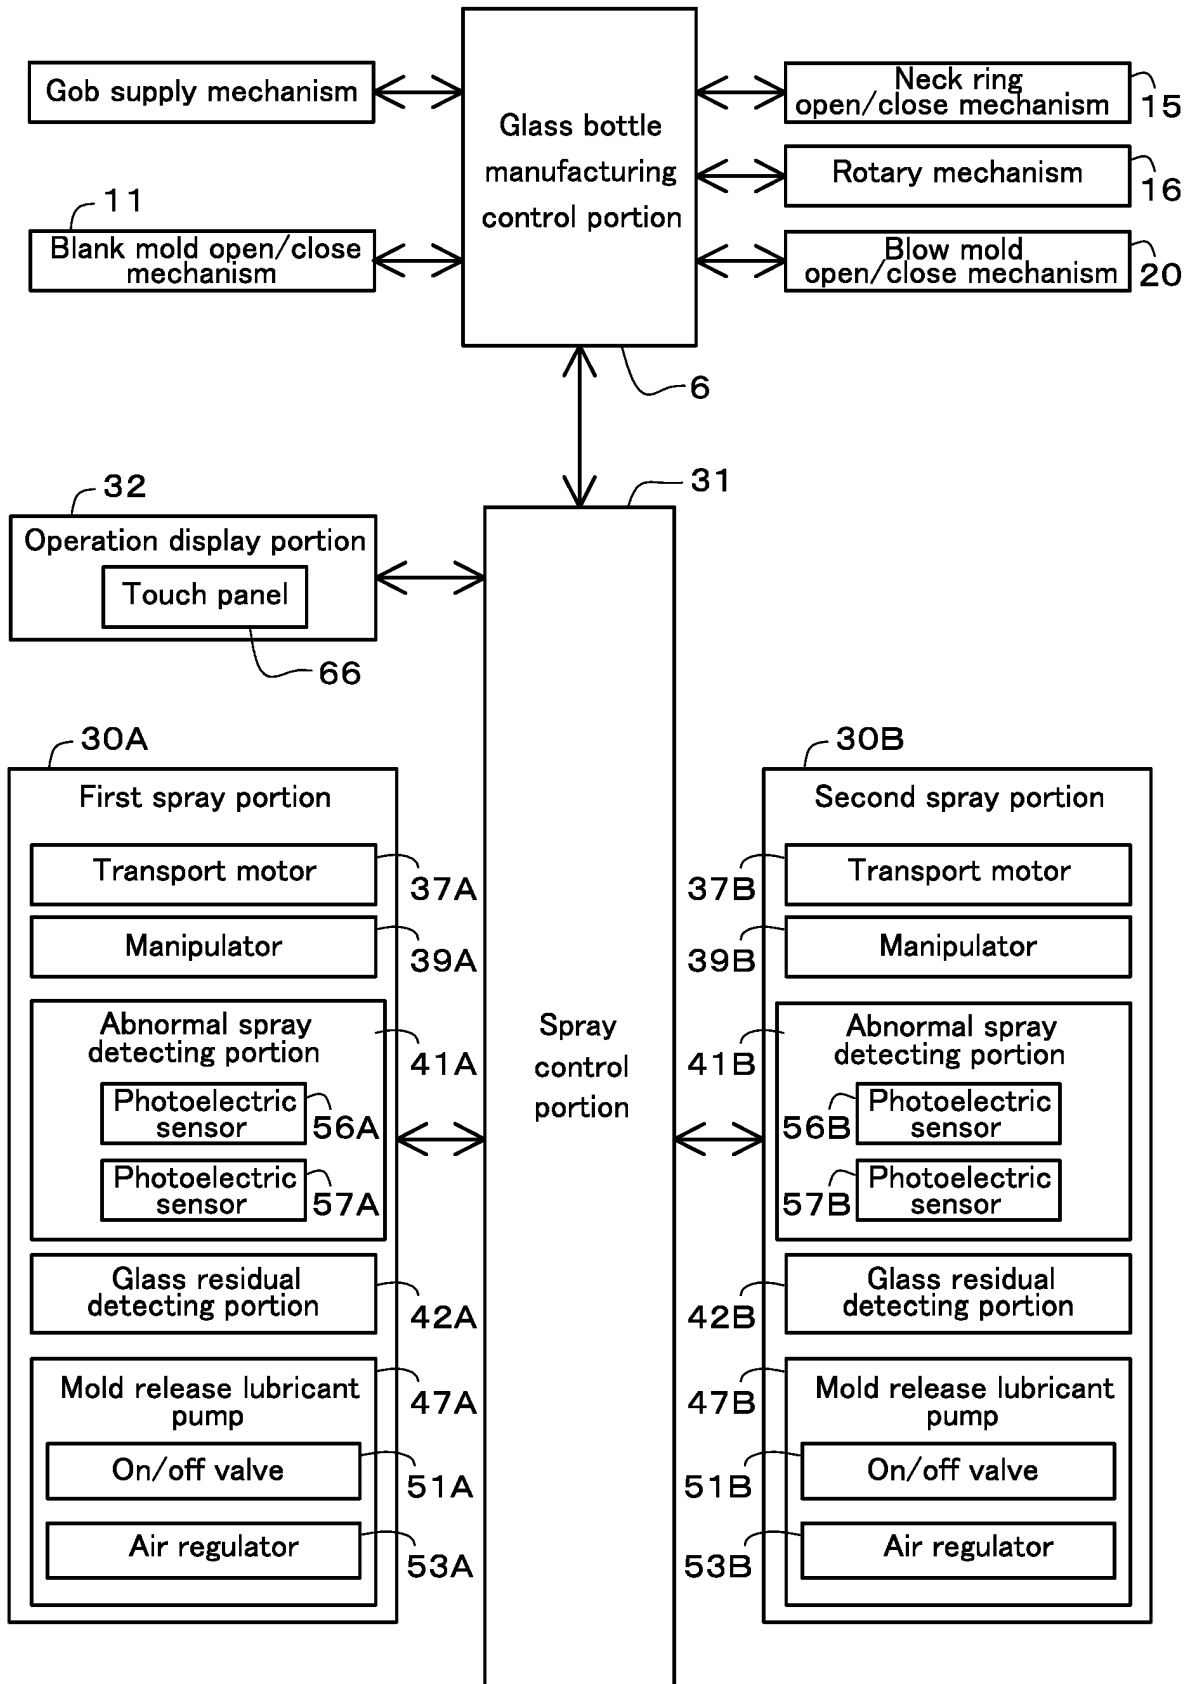 Gob supply mechanism
11
Blank mold open/close
mechanism
Glass bottle
manufacturing
control portion
6
Neck ring
open/close mechanism
15
Rotary mechanism
16
Blow mold
open/close mechanism
20
32
Operation display portion
Touch panel
66
31
Spray
control
portion
30A
First spray portion
Transport motor
37A
Manipulator
39A
Abnormal spray
detecting portion
41A
Photoelectric
sensor
56A
Photoelectric
sensor
57A
Glass residual
detecting portion
42A
Mold release lubricant
pump
47A
On/off valve
51A
Air regulator
53A
30B
Second spray portion
37B
Transport motor
39B
Manipulator
41B
Abnormal spray
detecting portion
56B
Photoelectric
sensor
57B
Photoelectric
sensor
42B
Glass residual
detecting portion
47B
Mold release lubricant
pump
51B
On/off valve
53B
Air regulator